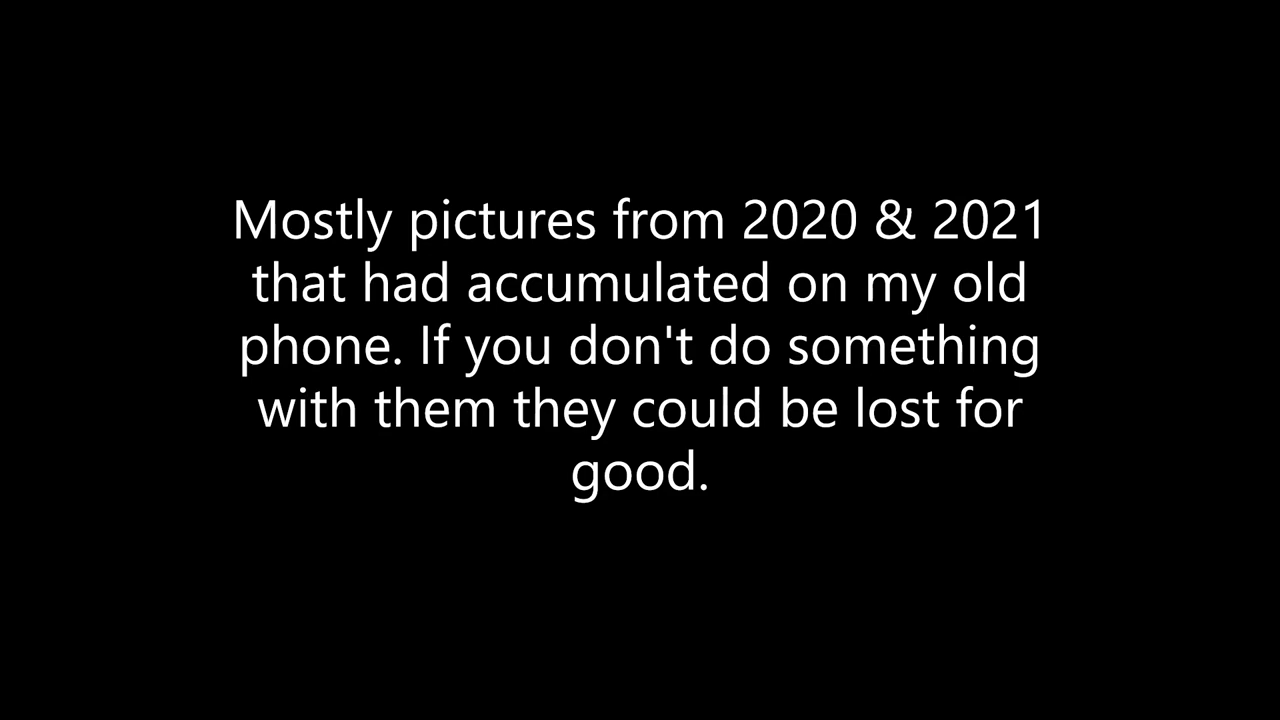 Mostly pictures from 2020 & 2021
that had accumulated on my old
phone. If you don't do something
with them they could be lost for
good.